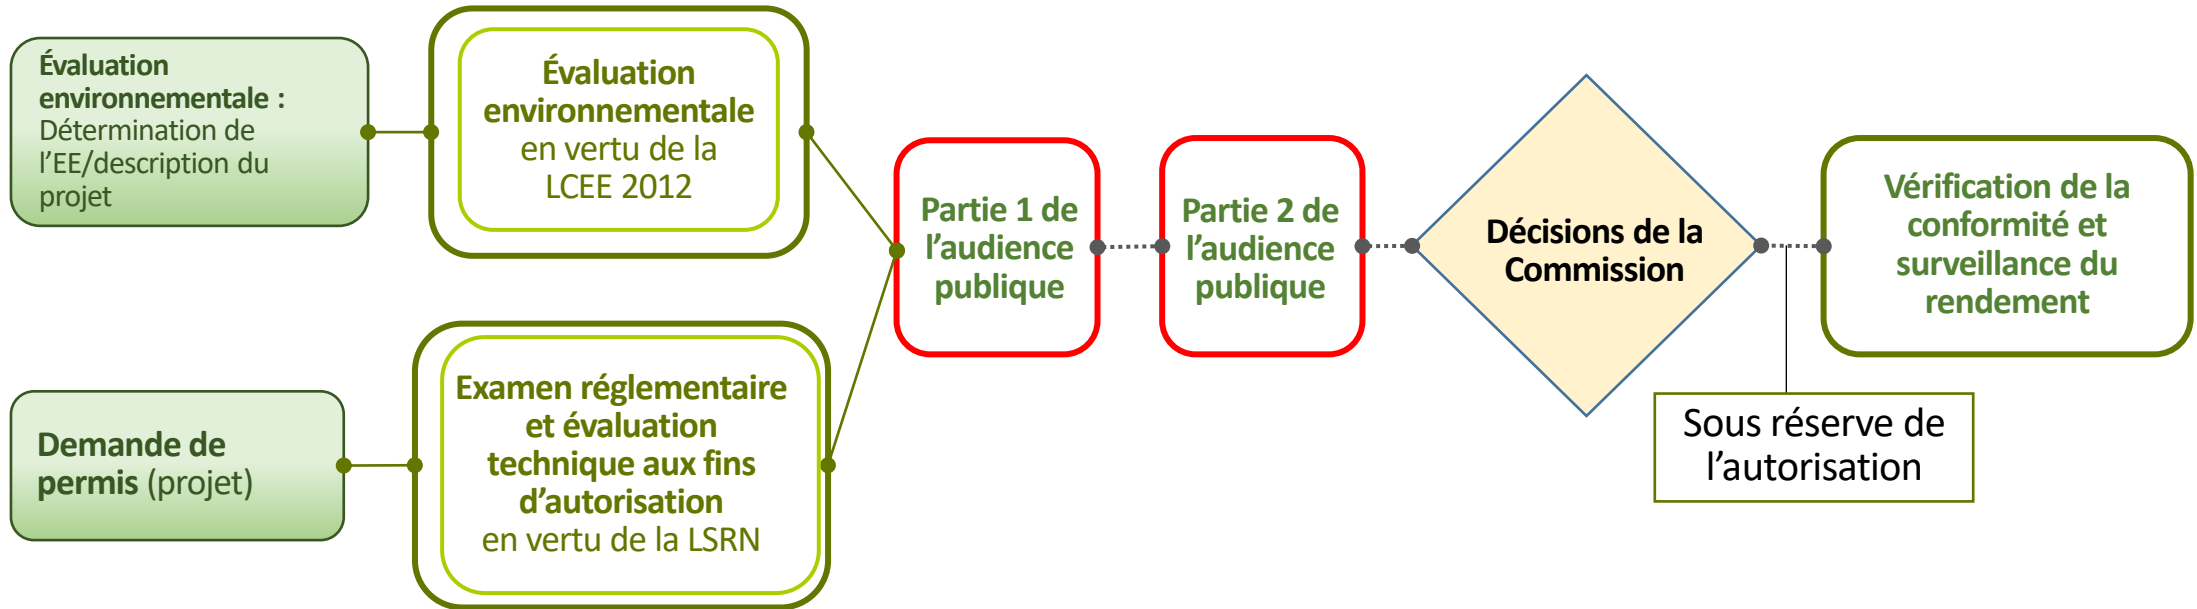 Évaluation
environnementale :
Détermination de
l’EE/description du
projet
Évaluation
environnementale
en vertu de la
LCEE 2012
Demande de
permis (projet)
Examen réglementaire
et évaluation
technique aux fins
d’autorisation
en vertu de la LSRN
Partie 1 de
l’audience
publique
Partie 2 de
l’audience
publique
Décisions de la
Commission
Sous réserve de
l’autorisation
Vérification de la
conformité et
surveillance du
rendement